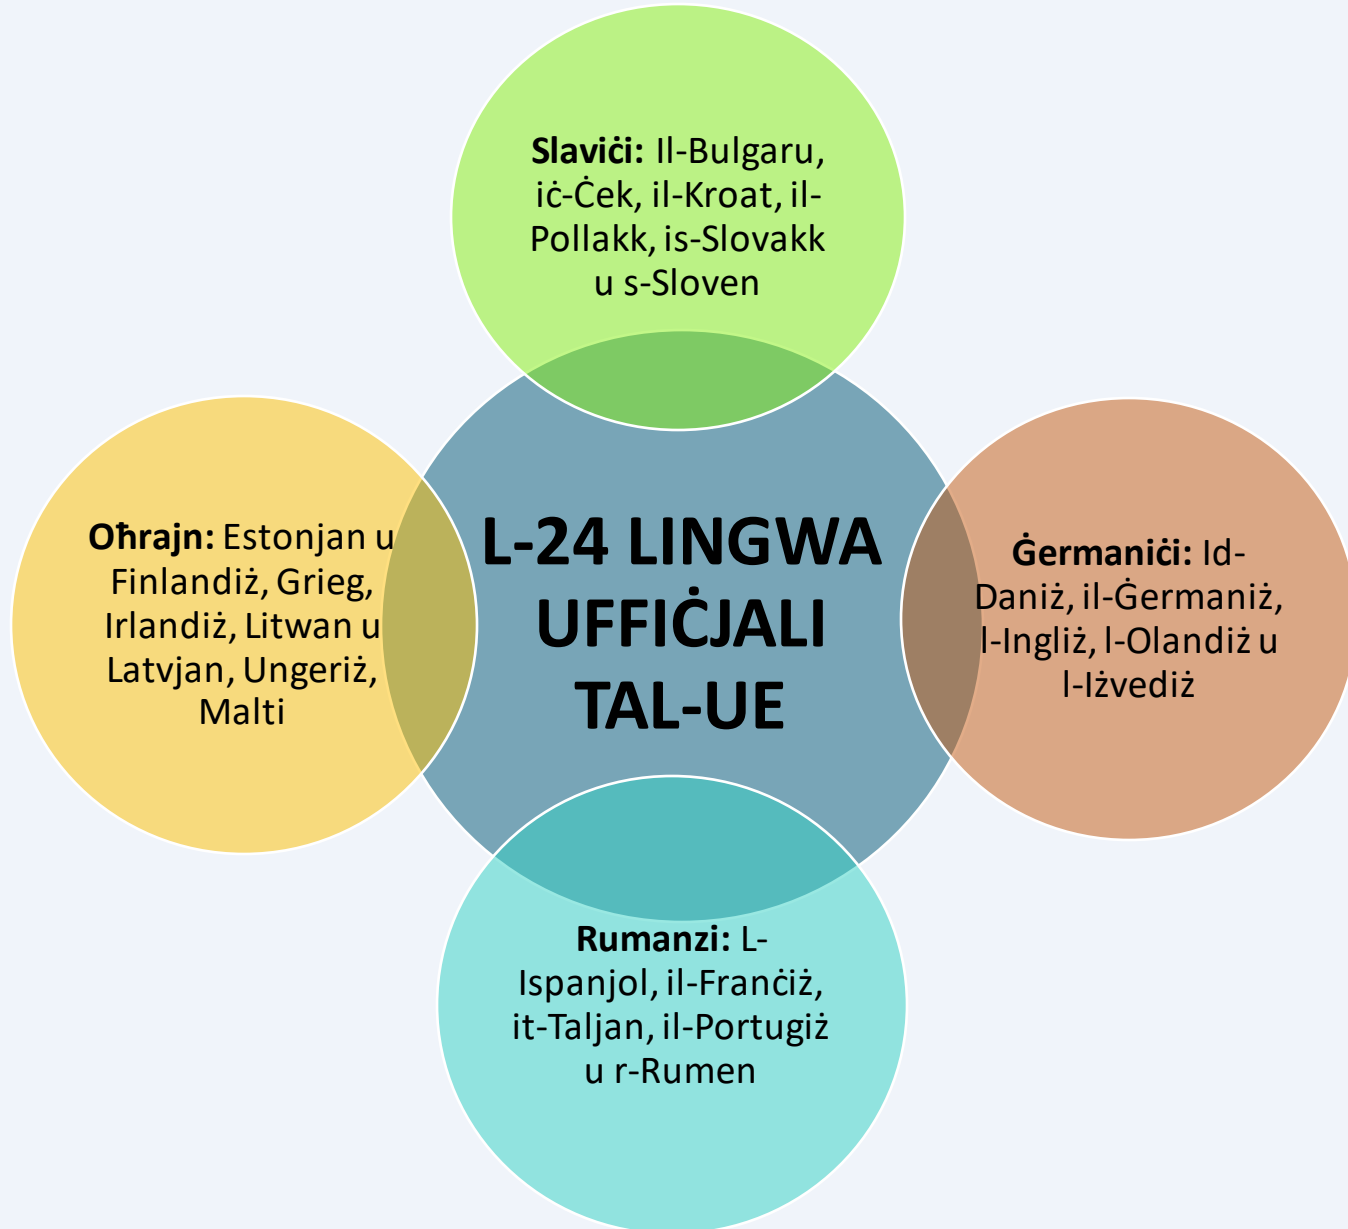 Slaviċi: Il-Bulgaru,
iċ-Ċek, il-Kroat, il-
Pollakk, is-Slovakk
u s-Sloven
Oħrajn: Estonjan u
Finlandiż, Grieg,
Irlandiż, Litwan u
Latvjan, Ungeriż,
Malti
L-24 LINGWA
UFFIĊJALI
TAL-UE
Ġermaniċi: Id-
Daniż, il-Ġermaniż,
l-Ingliż, l-Olandiż u
l-Iżvediż
Rumanzi: L-
Ispanjol, il-Franċiż,
it-Taljan, il-Portugiż
u r-Rumen